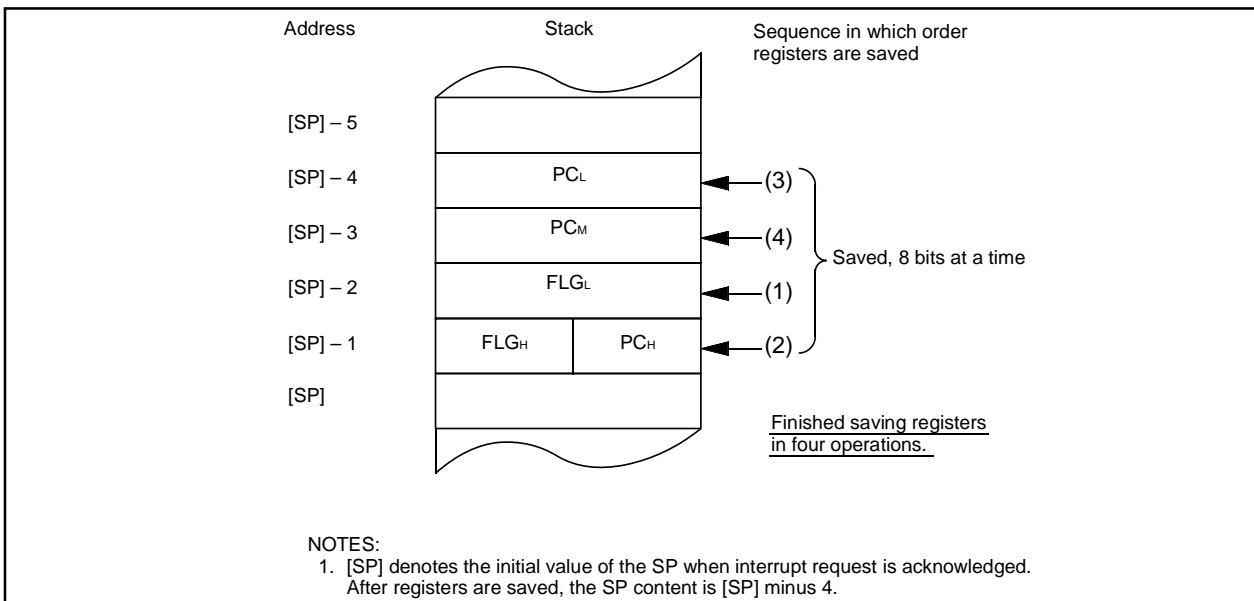 Address Stack Sequence in which order
registers are saved
[SP] – 5
[SP] – 4 PCL (3)
[SP] – 3 PCM (4)
Saved, 8 bits at a time
[SP] – 2 FLGL (1)
[SP] – 1 FLGH PCH (2)
[SP]
Finished saving registers
in four operations.
NOTES:
1. [SP] denotes the initial value of the SP when interrupt request is acknowledged.
After registers are saved, the SP content is [SP] minus 4.